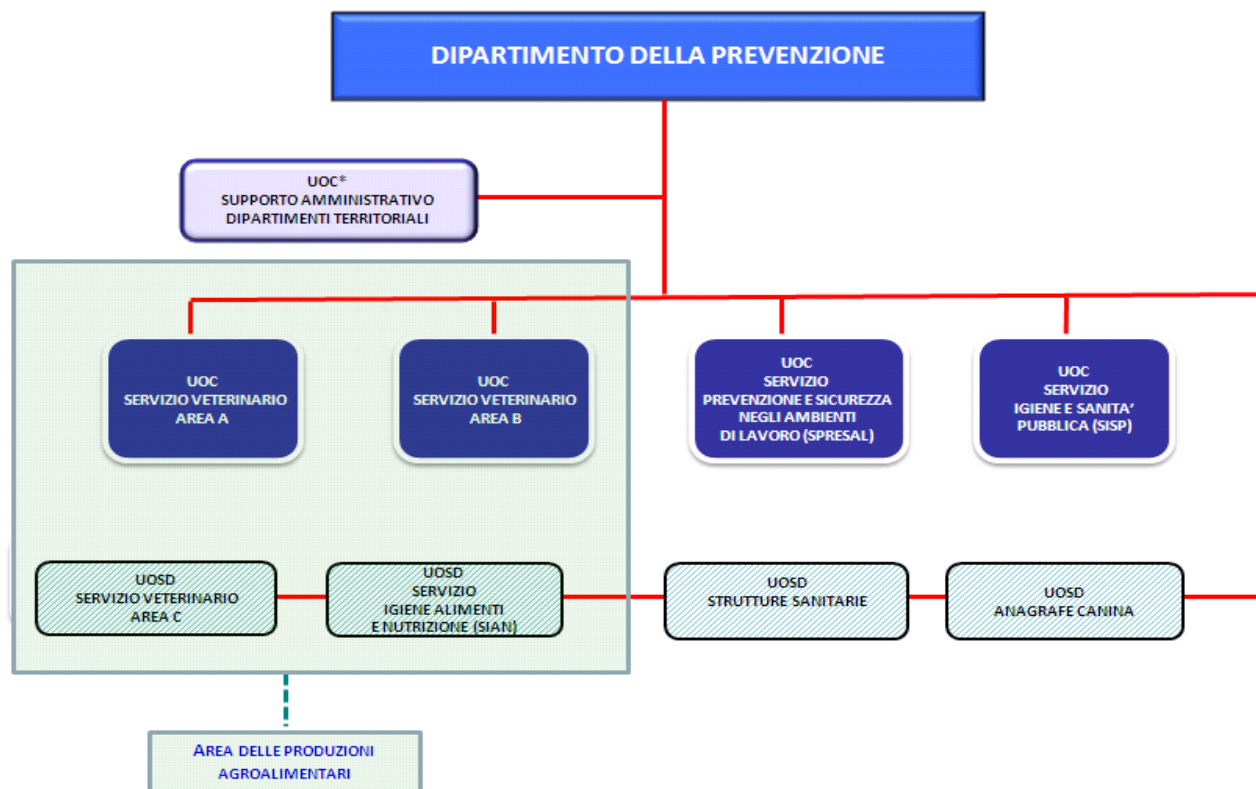 DIPARTIMENTO DELLA PREVENZIONE
UOC*
SUPPORTO AMMINISTRATIVO
DIPARTIMENTI TERRITORIALI
UOC
SERVIZIO VETERINARIO
AREA A
UOC
SERVIZIO VETERINARIO
AREA B
UOC
SERVIZIO
PREVENZIONE E SICUREZZA
NEGLI AMBIENTI
DI LAVORO (SPRESAL)
UOC
SERVIZIO
IGIENE E SANITA'
PUBBLICA (SISP)
UOSD
SERVIZIO VETERINARIO
AREA C
UOSD
SERVIZIO
IGIENE ALIMENTI
E NUTRIZIONE (SIAN)
UOSD
STRUTTURE SANITARIE
UOSD
ANAGRAFE CANINA
AREA DELLE PRODUZIONI
AGROALIMENTARI